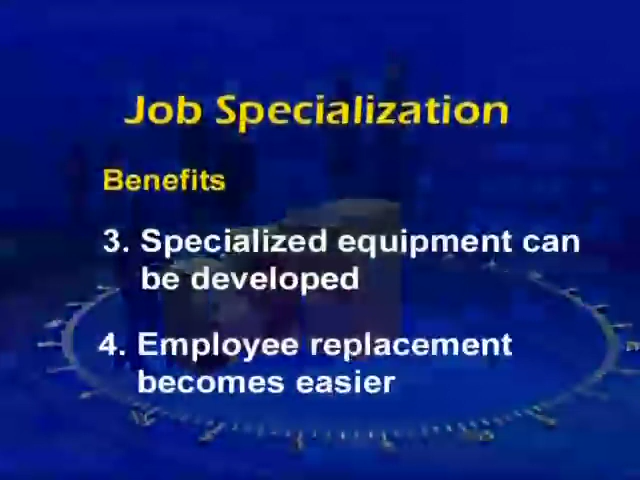 Job Specialization
Benefits
3. Specialized equipment can
be developed
4. Employee replacement
becomes easier